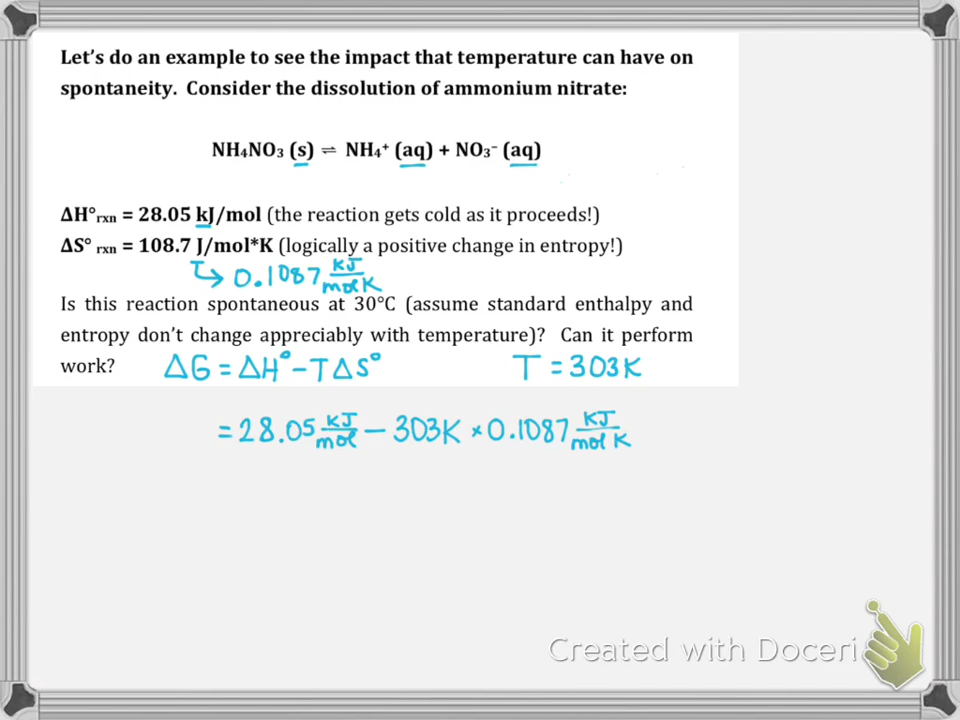 Let's do an example to see the impact that temperature can have on
spontaneity. Consider the dissolution of ammonium nitrate:
NH₄NO₃ (s) ⇌ NH₄⁺ (aq) + NO₃⁻ (aq)
ΔH°rxn = 28.05 kJ/mol (the reaction gets cold as it proceeds!)
ΔS° rxn = 108.7 J/mol*K (logically a positive change in entropy!)
↳ 0.1087 kJ/mol K
Is this reaction spontaneous at 30°C (assume standard enthalpy and
entropy don't change appreciably with temperature)? Can it perform
work? ΔG = ΔH° - TΔS° T = 303K
= 28.05 kJ/mol - 303K × 0.1087 kJ/mol K
Created with Doceri